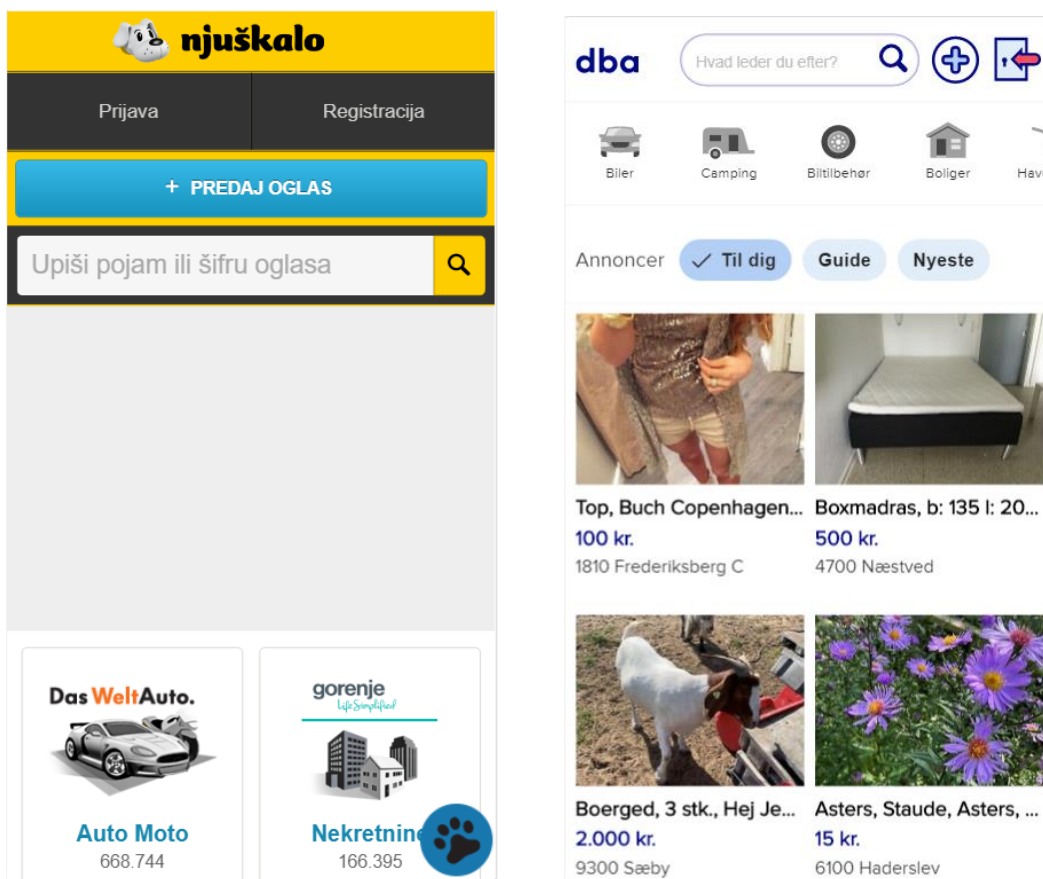 njuškalo
Prijava
Registracija
+ PREDAJ OGLAS
Upiši pojam ili šifru oglasa
Das WeltAuto.
Auto Moto
668.744
gorenje
Life Simplified
Nekretnine
166.395
dba
Hvad leder du efter?
Biler
Camping
Biltilbehør
Boliger
Annoncer
Til dig
Guide
Nyeste
Top, Buch Copenhagen...
100 kr.
1810 Frederiksberg C
Boxmadras, b: 135 l: 20...
500 kr.
4700 Næstved
Boerged, 3 stk., Hej Je...
2.000 kr.
9300 Sæby
Asters, Staude, Asters, ...
15 kr.
6100 Haderslev